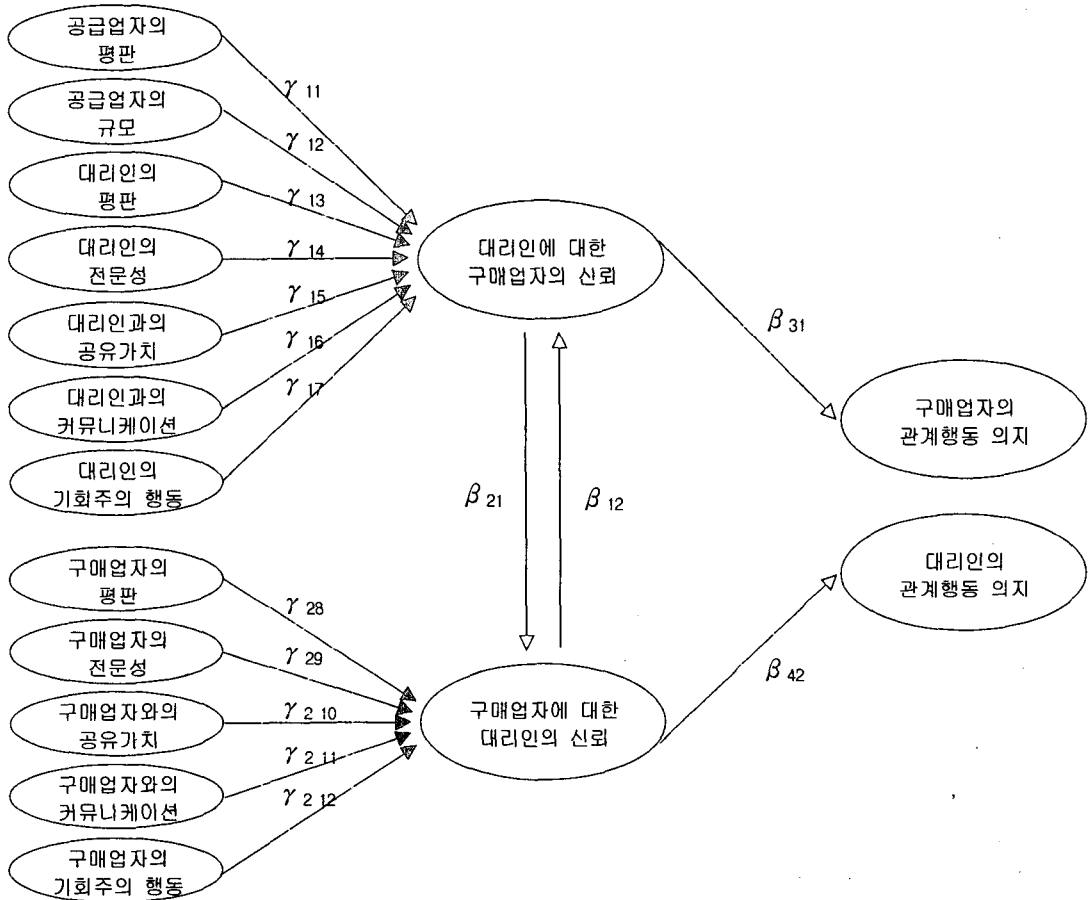 공급업자의
평판
γ 11
공급업자의
규모
γ 12
대리인의
평판
γ 13
대리인의
전문성
γ 14
대리인과의
공유가치
γ 15
대리인과의
커뮤니케이션
γ 16
대리인의
기회주의 행동
γ 17
대리인에 대한
구매업자의 신뢰
β 31
구매업자의
관계행동 의지
β 21
β 12
구매업자의
평판
γ 28
구매업자의
전문성
γ 29
구매업자와의
공유가치
γ 2 10
구매업자와의
커뮤니케이션
γ 2 11
구매업자의
기회주의 행동
γ 2 12
구매업자에 대한
대리인의 신뢰
β 42
대리인의
관계행동 의지